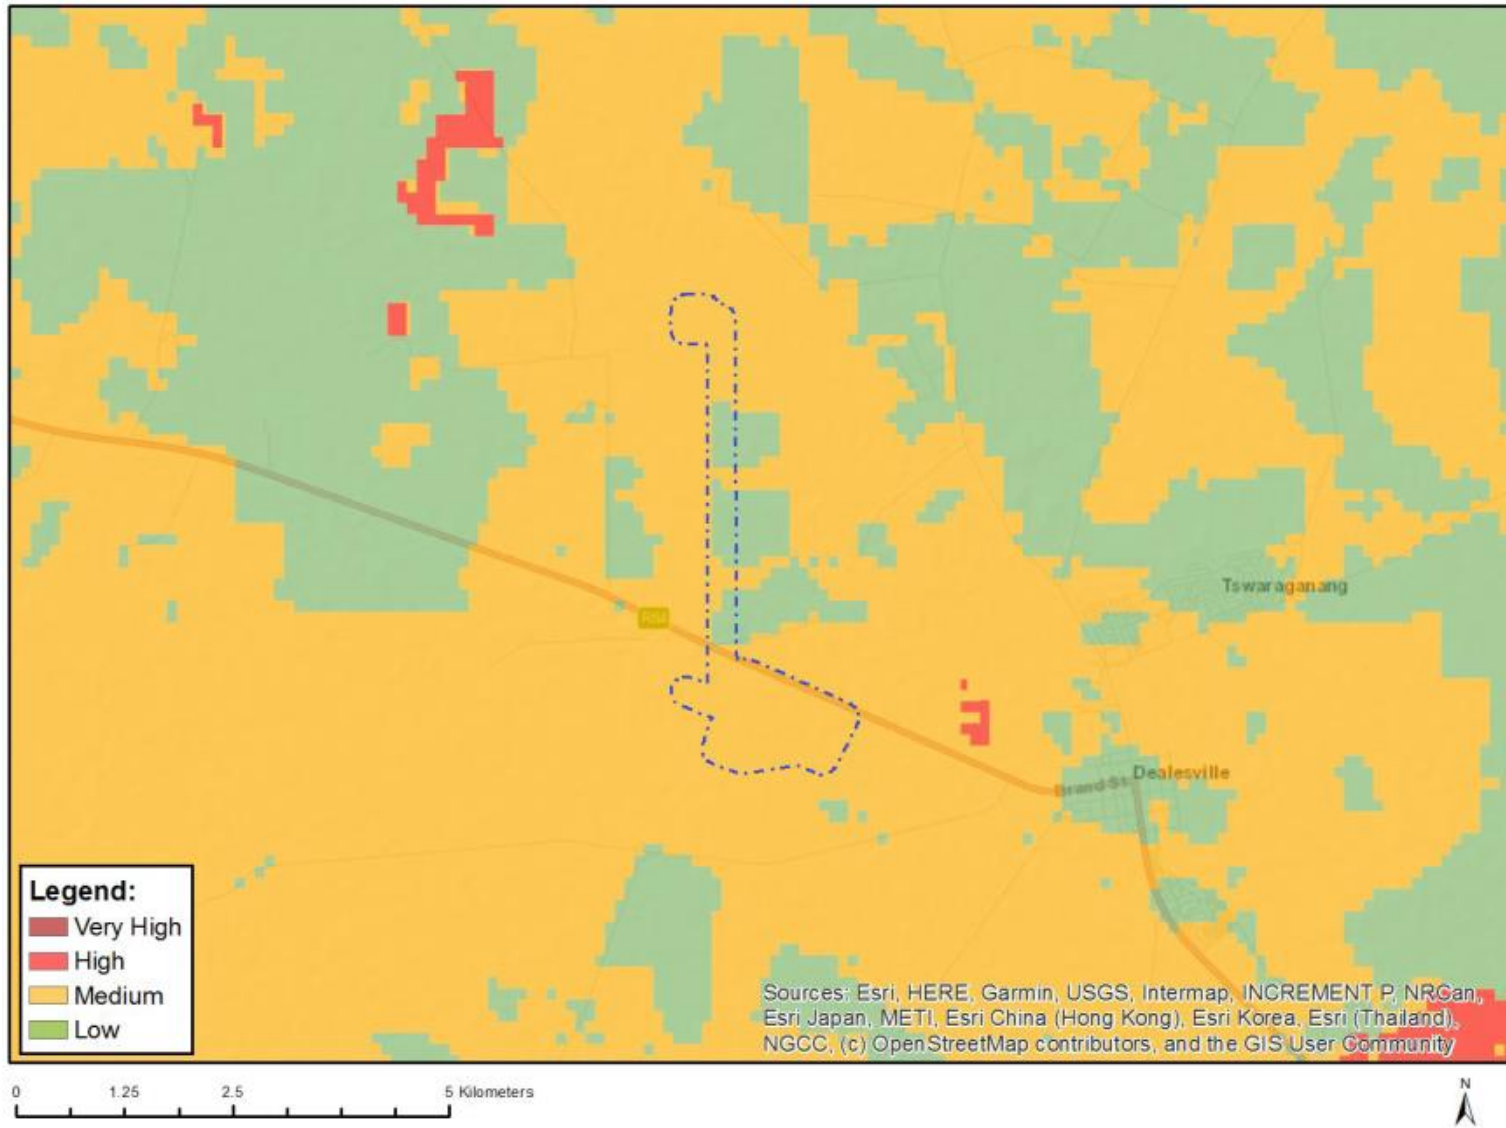 R64
Tswaraganang
Dealesville
Brand St
Legend:
Very High
High
Medium
Low
Sources: Esri, HERE, Garmin, USGS, Intermap, INCREMENT P, NRCan,
Esri Japan, METI, Esri China (Hong Kong), Esri Korea, Esri (Thailand),
NGCC, (c) OpenStreetMap contributors, and the GIS User Community
0 1.25 2.5 5 Kilometers
N